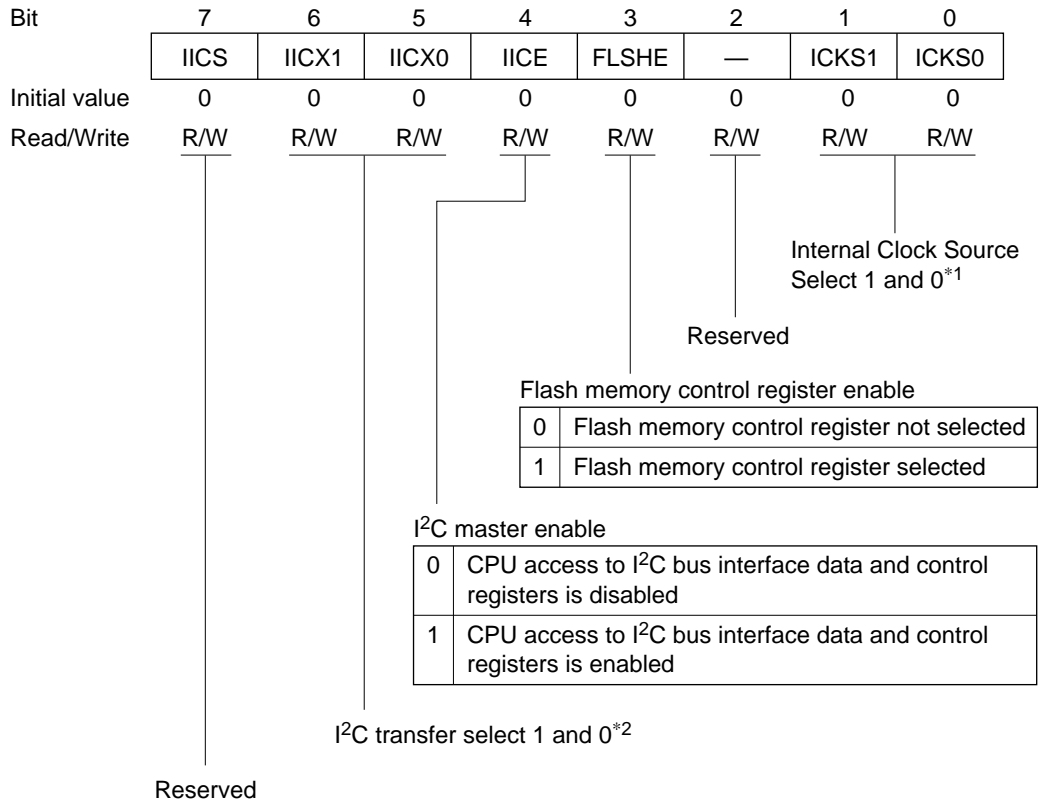 Bit 7 6 5 4 3 2 1 0
IICS IICX1 IICX0 IICE FLSHE — ICKS1 ICKS0
Initial value 0 0 0 0 0 0 0 0
Read/Write R/W R/W R/W R/W R/W R/W R/W R/W
Internal Clock Source
Select 1 and 0*1
Reserved
Flash memory control register enable
0 Flash memory control register not selected
1 Flash memory control register selected
I2C master enable
0 CPU access to I2C bus interface data and control
registers is disabled
1 CPU access to I2C bus interface data and control
registers is enabled
I2C transfer select 1 and 0*2
Reserved